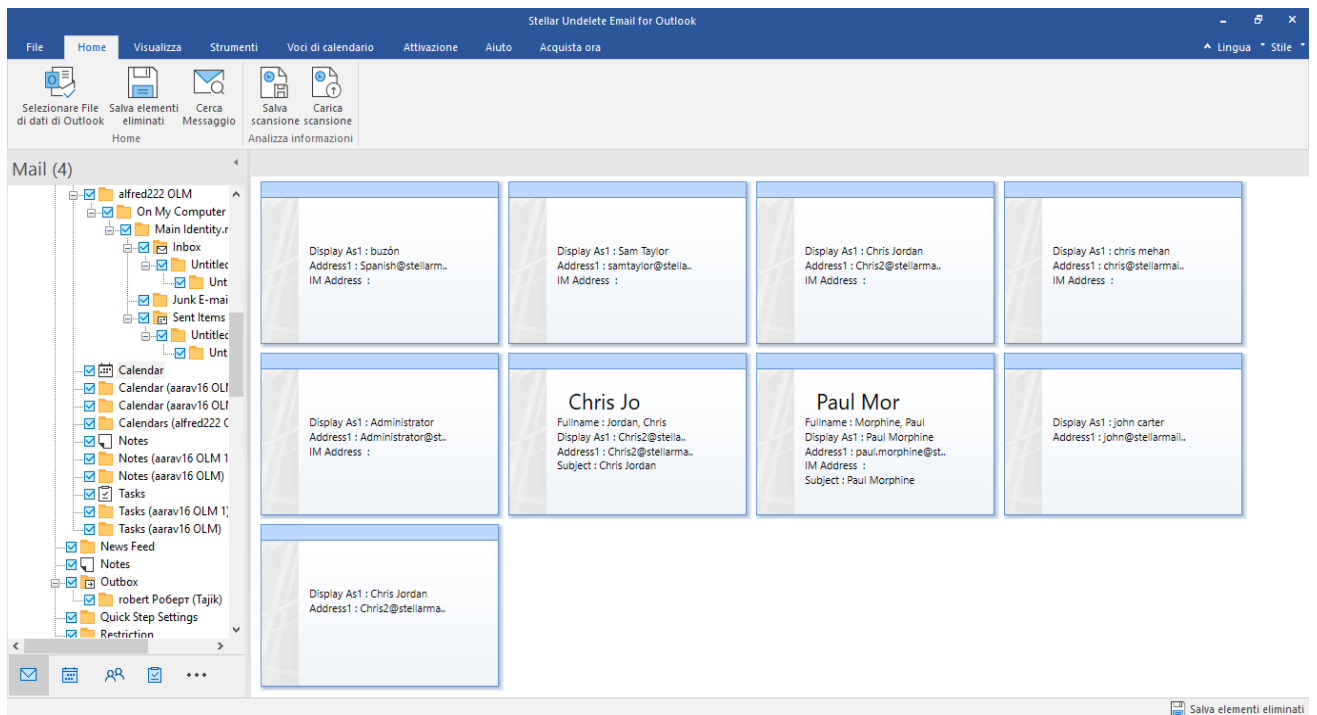 Stellar Undelete Email for Outlook
File Home Visualizza Strumenti Voci di calendario Attivazione Aiuto Acquista ora Lingua Stile
Selezionare File di dati di Outlook
Salva elementi eliminati
Cerca Messaggio
Home
Salva scansione
Carica scansione
Analizza informazioni
Mail (4)
alfred222 OLM
On My Computer
Main Identity.r
Inbox
Untitlec
Unt
Junk E-mai
Sent Items
Untitlec
Unt
Calendar
Calendar (aarav16 OLM
Calendar (aarav16 OLM
Calendars (alfred222 C
Notes
Notes (aarav16 OLM 1
Notes (aarav16 OLM)
Tasks
Tasks (aarav16 OLM 1)
Tasks (aarav16 OLM)
News Feed
Notes
Outbox
robert Роберт (Tajik)
Quick Step Settings
Restriction
Display As1 : buzón
Address1 : Spanish@stellarm..
IM Address :
Display As1 : Sam Taylor
Address1 : samtaylor@stella..
IM Address :
Display As1 : Chris Jordan
Address1 : Chris2@stellarma..
IM Address :
Display As1 : chris mehan
Address1 : chris@stellarmai..
IM Address :
Display As1 : Administrator
Address1 : Administrator@st..
IM Address :
Chris Jo
Fullname : Jordan, Chris
Display As1 : Chris2@stella..
Address1 : Chris2@stellarma..
Subject : Chris Jordan
Paul Mor
Fullname : Morphine, Paul
Display As1 : Paul Morphine
Address1 : paul.morphine@st..
IM Address :
Subject : Paul Morphine
Display As1 : john carter
Address1 : john@stellarmail..
Display As1 : Chris Jordan
Address1 : Chris2@stellarma..
Salva elementi eliminati